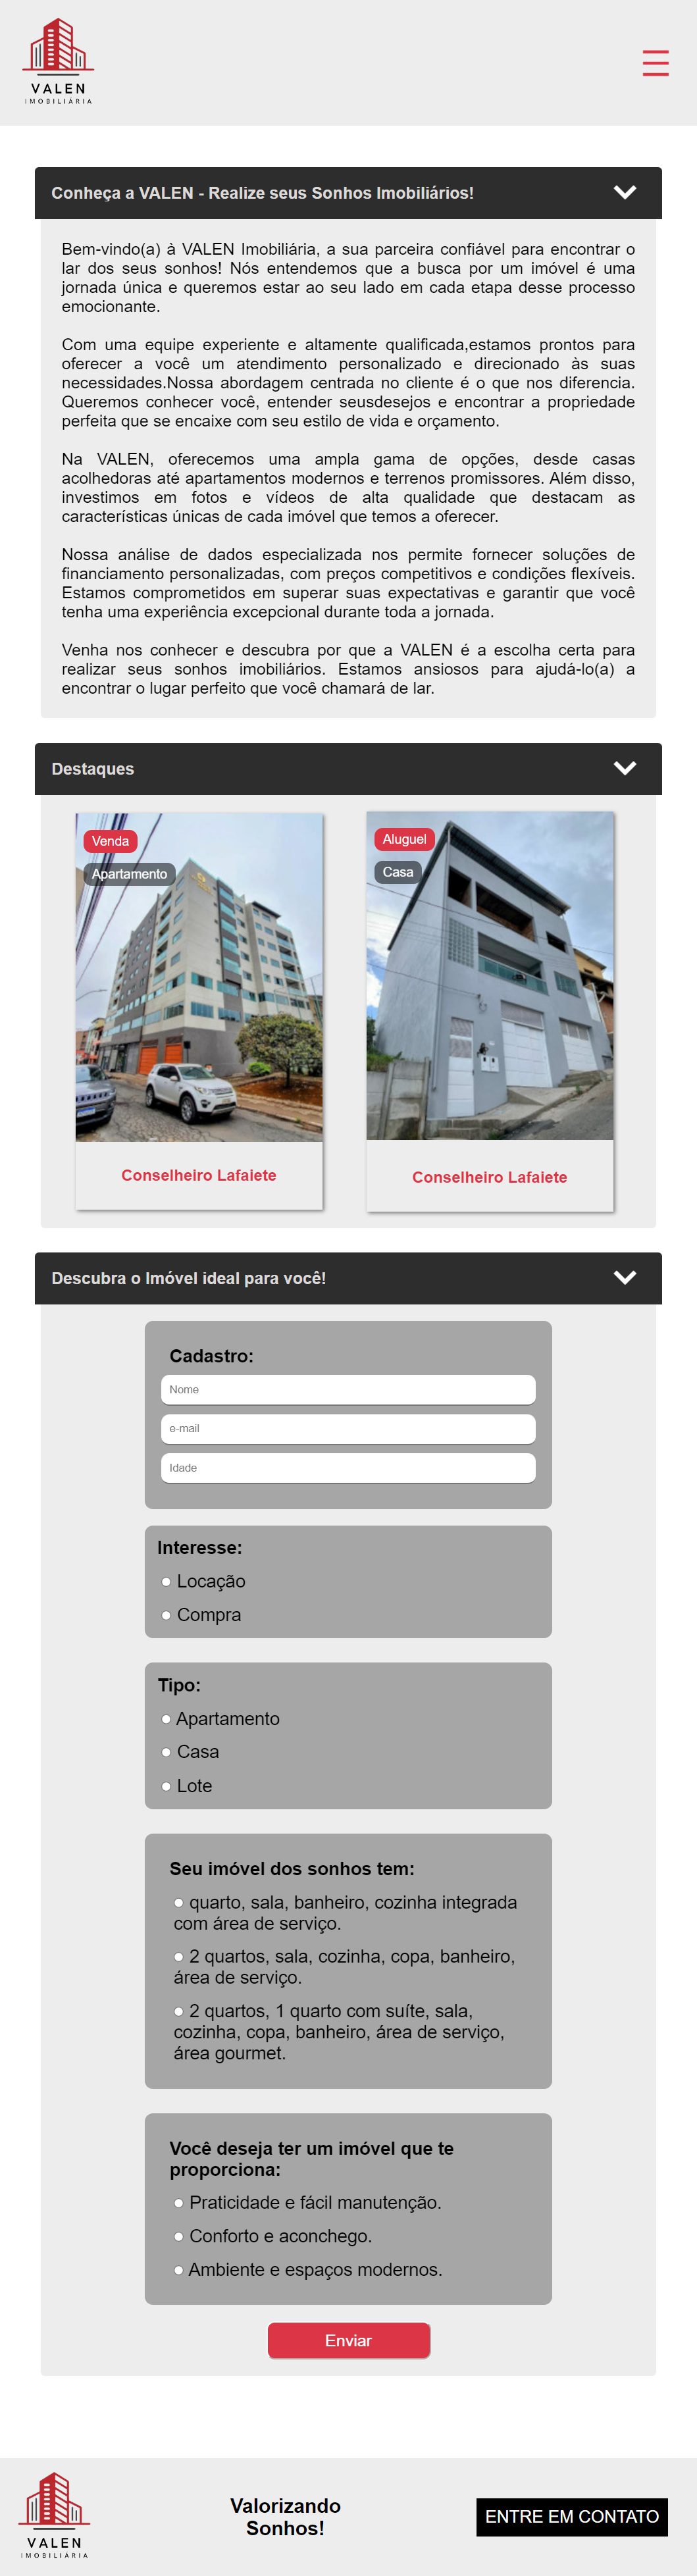 VALEN
IMOBILIÁRIA
Conheça a VALEN - Realize seus Sonhos Imobiliários!
Bem-vindo(a) à VALEN Imobiliária, a sua parceira confiável para encontrar o
lar dos seus sonhos! Nós entendemos que a busca por um imóvel é uma
jornada única e queremos estar ao seu lado em cada etapa desse processo
emocionante.
Com uma equipe experiente e altamente qualificada,estamos prontos para
oferecer a você um atendimento personalizado e direcionado às suas
necessidades.Nossa abordagem centrada no cliente é o que nos diferencia.
Queremos conhecer você, entender seusdesejos e encontrar a propriedade
perfeita que se encaixe com seu estilo de vida e orçamento.
Na VALEN, oferecemos uma ampla gama de opções, desde casas
acolhedoras até apartamentos modernos e terrenos promissores. Além disso,
investimos em fotos e vídeos de alta qualidade que destacam as
características únicas de cada imóvel que temos a oferecer.
Nossa análise de dados especializada nos permite fornecer soluções de
financiamento personalizadas, com preços competitivos e condições flexíveis.
Estamos comprometidos em superar suas expectativas e garantir que você
tenha uma experiência excepcional durante toda a jornada.
Venha nos conhecer e descubra por que a VALEN é a escolha certa para
realizar seus sonhos imobiliários. Estamos ansiosos para ajudá-lo(a) a
encontrar o lugar perfeito que você chamará de lar.
Destaques
Venda
Apartamento
Conselheiro Lafaiete
Aluguel
Casa
Conselheiro Lafaiete
Descubra o Imóvel ideal para você!
Cadastro:
Nome
e-mail
Idade
Interesse:
Locação
Compra
Tipo:
Apartamento
Casa
Lote
Seu imóvel dos sonhos tem:
quarto, sala, banheiro, cozinha integrada
com área de serviço.
2 quartos, sala, cozinha, copa, banheiro,
área de serviço.
2 quartos, 1 quarto com suíte, sala,
cozinha, copa, banheiro, área de serviço,
área gourmet.
Você deseja ter um imóvel que te
proporciona:
Praticidade e fácil manutenção.
Conforto e aconchego.
Ambiente e espaços modernos.
Enviar
VALEN
IMOBILIÁRIA
Valorizando
Sonhos!
ENTRE EM CONTATO